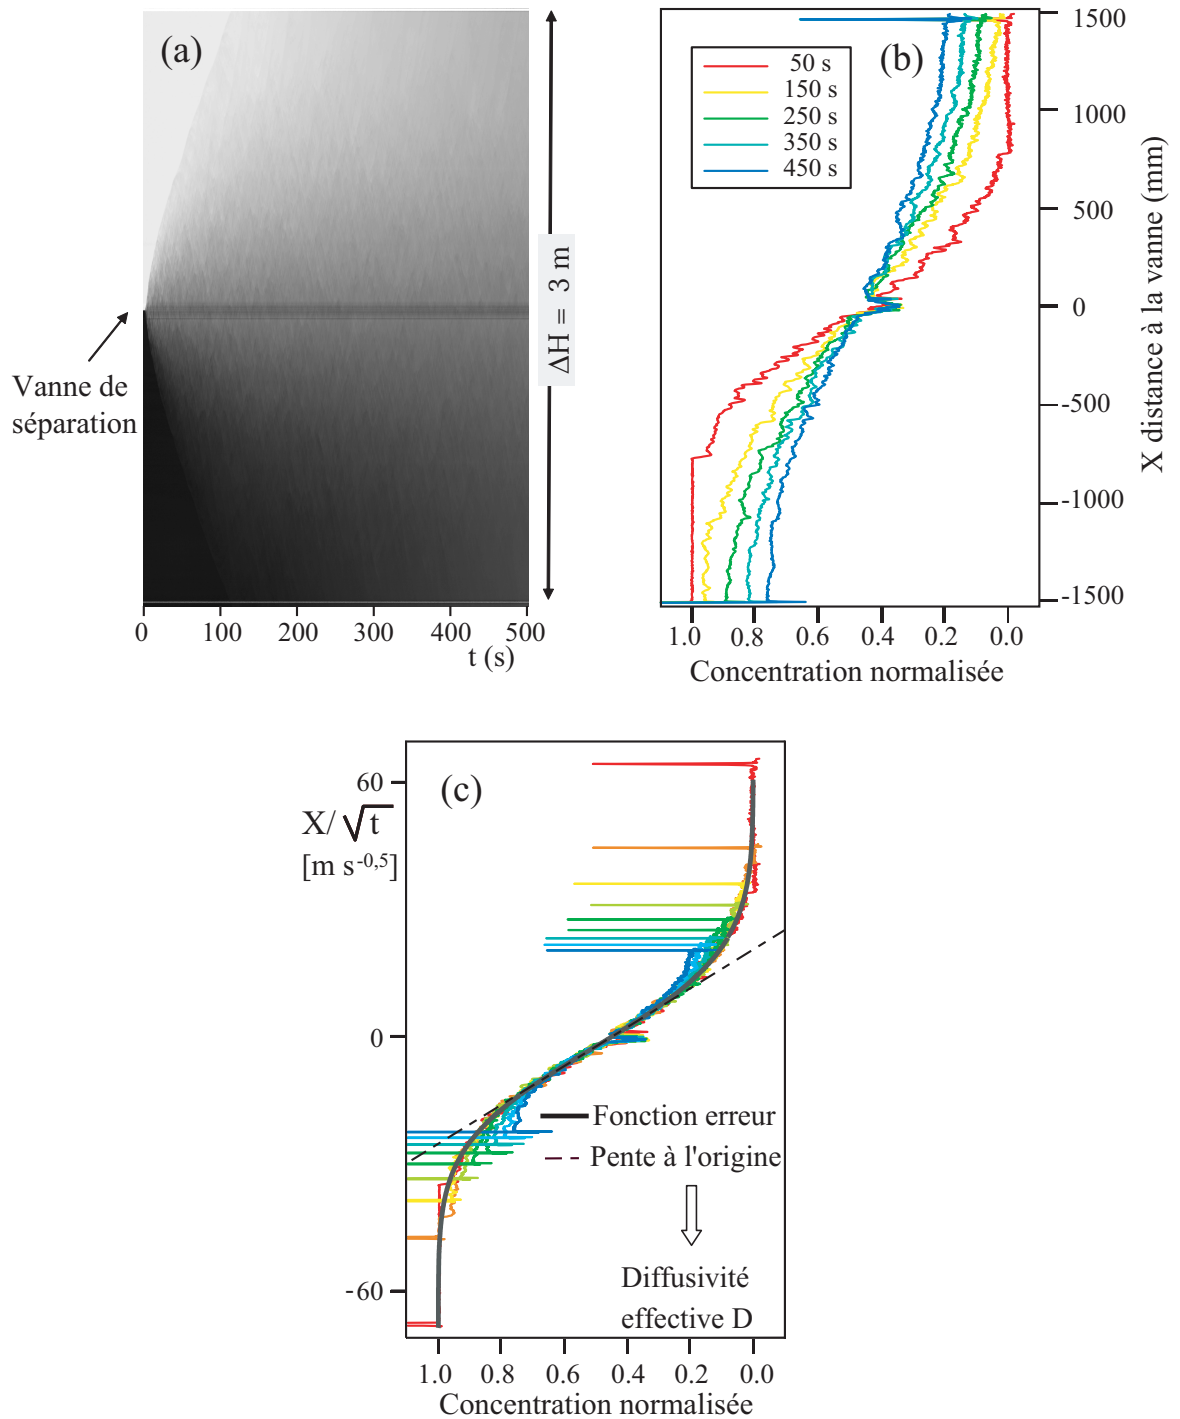 (a)
Vanne de
séparation
ΔH = 3 m
0 100 200 300 400 500
t (s)
(b)
50 s
150 s
250 s
350 s
450 s
1500
1000
500
0
-500
-1000
-1500
X distance à la vanne (mm)
1.0 0.8 0.6 0.4 0.2 0.0
Concentration normalisée
(c)
60
X/ √t
[m s-0,5]
0
-60
Fonction erreur
Pente à l'origine
Diffusivité
effective D
1.0 0.8 0.6 0.4 0.2 0.0
Concentration normalisée